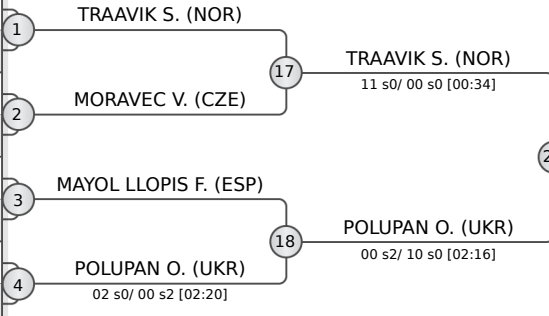 TRAAVIK S. (NOR)
1
17
TRAAVIK S. (NOR)
11 s0/ 00 s0 [00:34]
MORAVEC V. (CZE)
2
MAYOL LLOPIS F. (ESP)
3
18
POLUPAN O. (UKR)
00 s2/ 10 s0 [02:16]
POLUPAN O. (UKR)
4
02 s0/ 00 s2 [02:20]